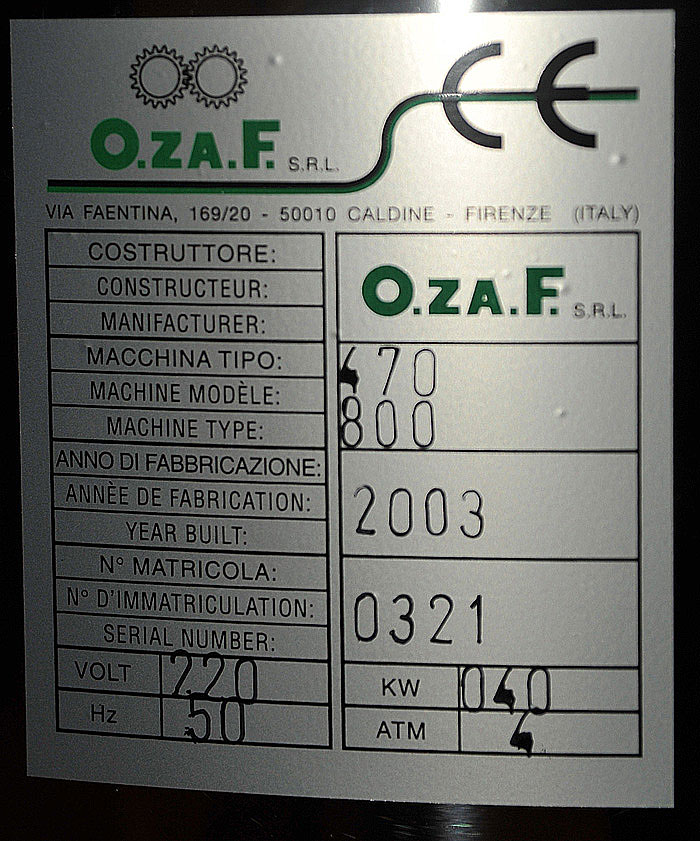 O.ZA.F. S.R.L.
CE
VIA FAENTINA, 169/20 - 50010 CALDINE - FIRENZE (ITALY)
COSTRUTTORE:
CONSTRUCTEUR:
MANIFACTURER:
O.ZA.F. S.R.L.
MACCHINA TIPO:
MACHINE MODÈLE:
MACHINE TYPE:
470
800
ANNO DI FABBRICAZIONE:
ANNÈE DE FABRICATION:
YEAR BUILT:
2003
N° MATRICOLA:
N° D'IMMATRICULATION:
SERIAL NUMBER:
0321
VOLT 220
Hz 50
KW 040
ATM 4